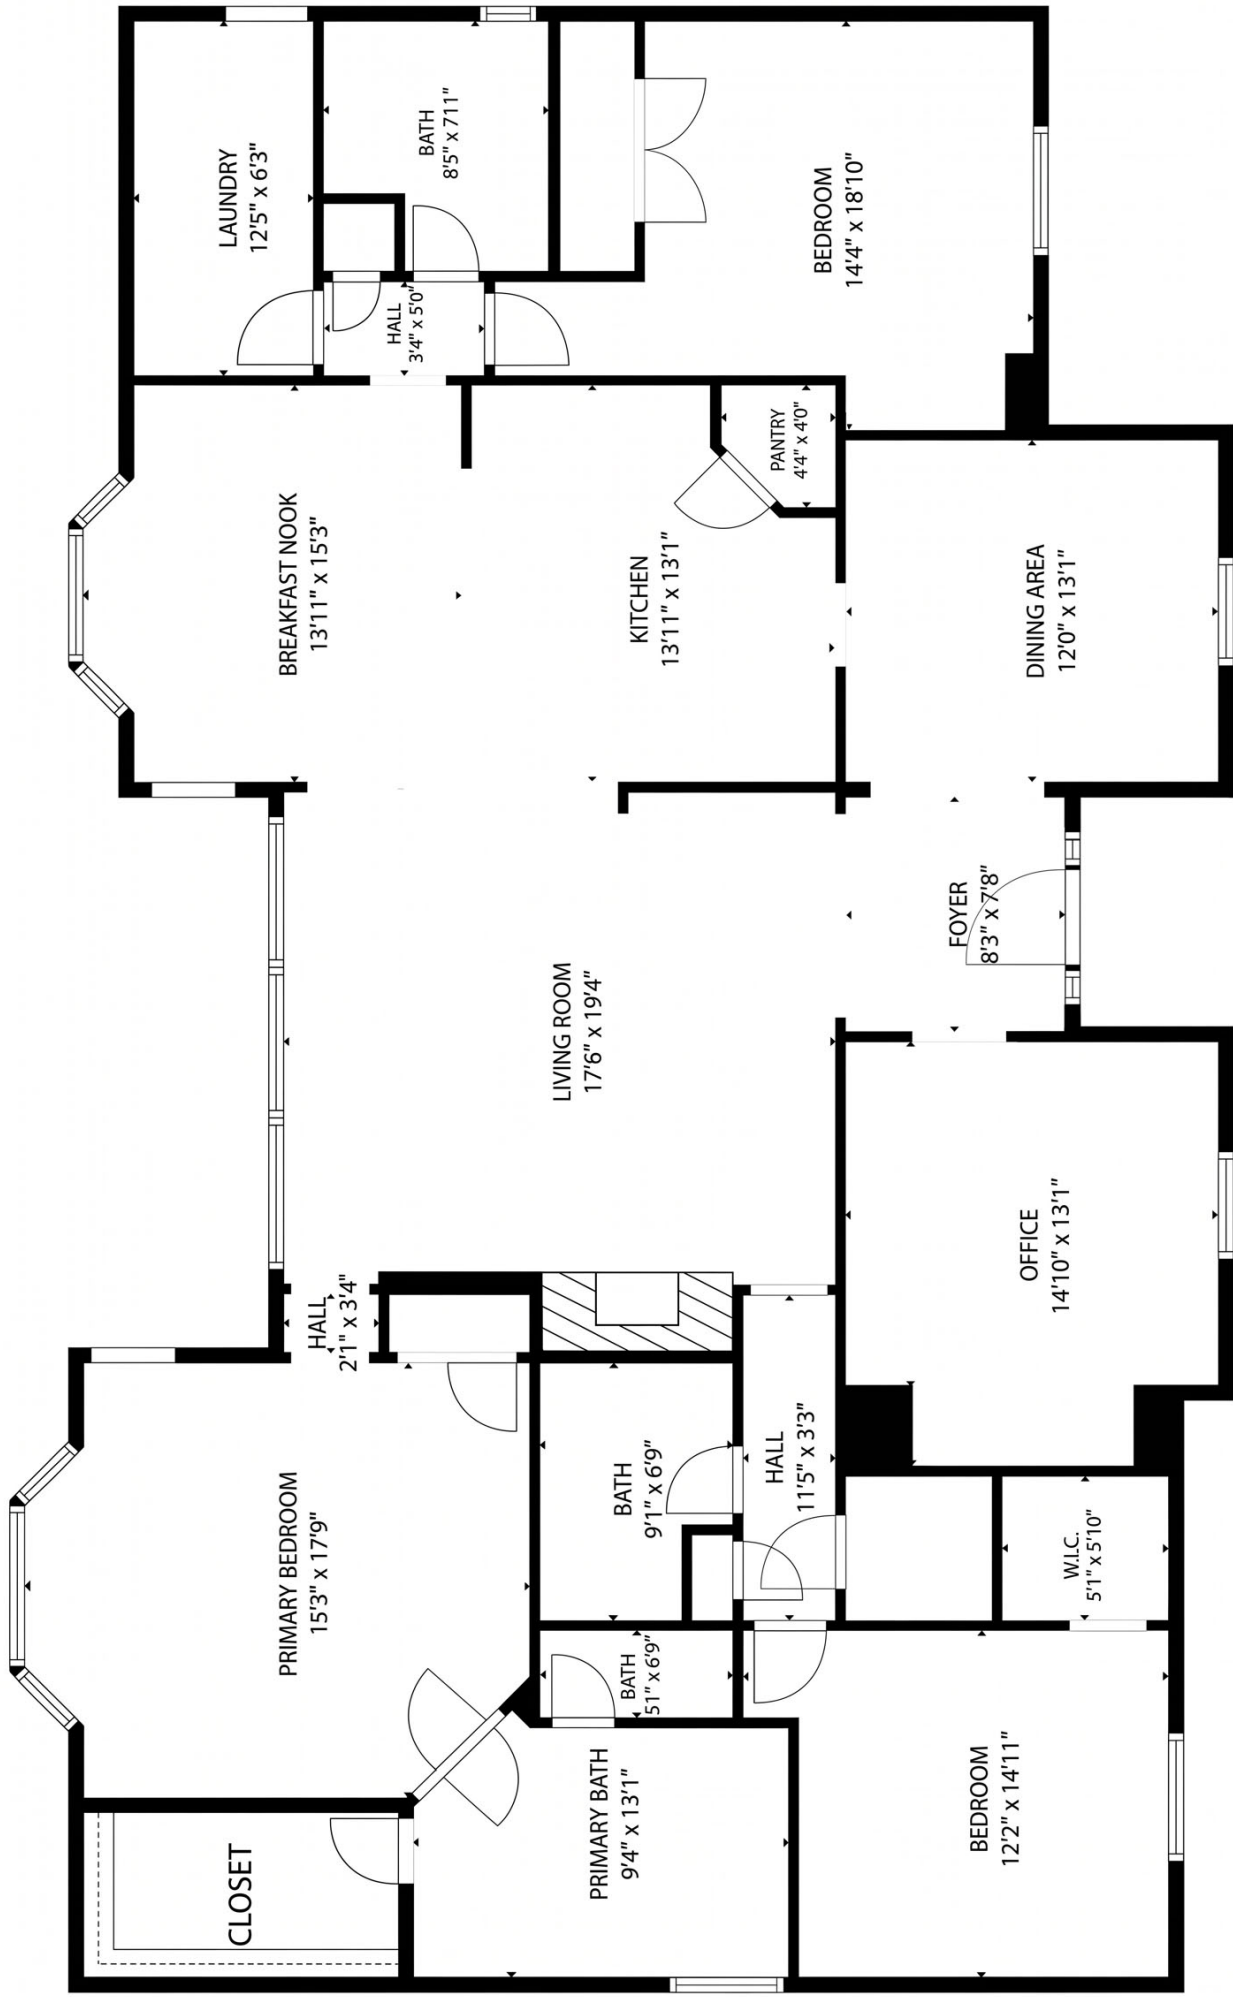 CLOSET
PRIMARY BEDROOM
15'3" x 17'9"
HALL
2'1" x 3'4"
BREAKFAST NOOK
13'11" x 15'3"
LAUNDRY
12'5" x 6'3"
BATH
8'5" x 711"
HALL
3'4" x 5'0"
PRIMARY BATH
9'4" x 13'1"
BATH
51" x 6'9"
BATH
9'1" x 6'9"
LIVING ROOM
17'6" x 19'4"
KITCHEN
13'11" x 13'1"
PANTRY
4'4" x 4'0"
BEDROOM
14'4" x 18'10"
HALL
11'5" x 3'3"
BEDROOM
12'2" x 14'11"
W.I.C.
5'1" x 5'10"
OFFICE
14'10" x 13'1"
FOYER
8'3" x 7'8"
DINING AREA
12'0" x 13'1"